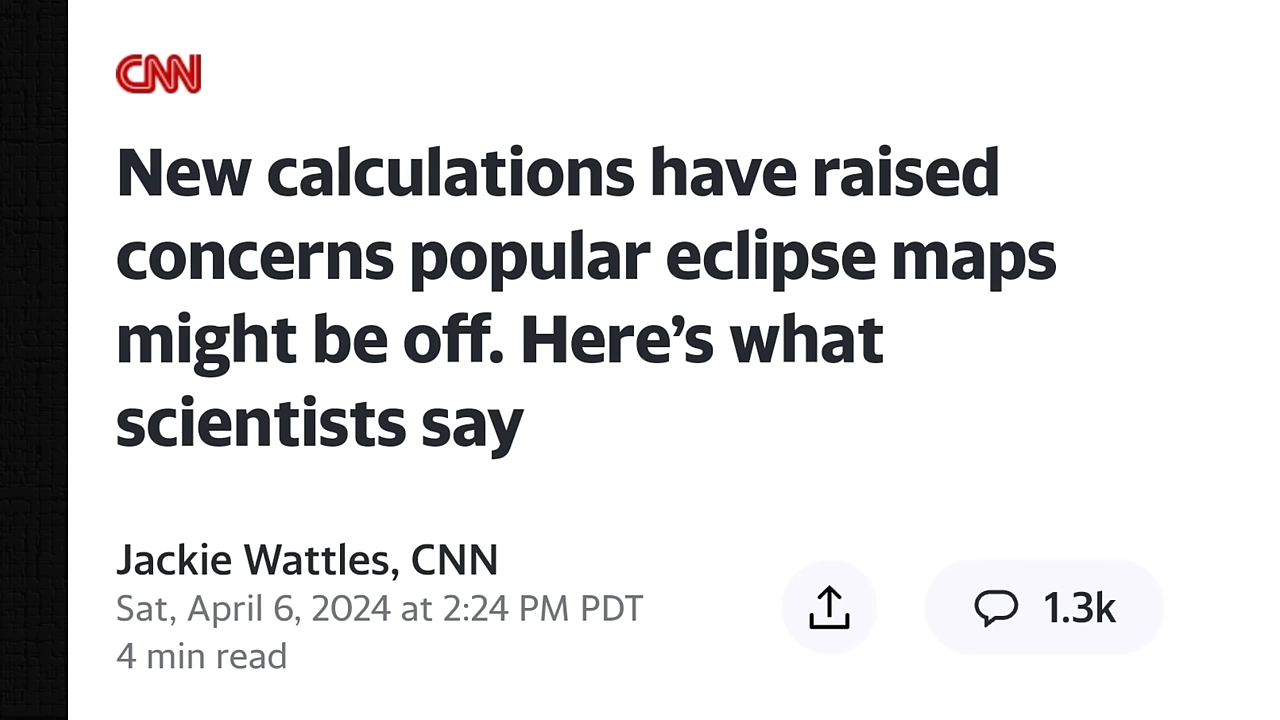 CNN
New calculations have raised
concerns popular eclipse maps
might be off. Here’s what
scientists say
Jackie Wattles, CNN
Sat, April 6, 2024 at 2:24 PM PDT
4 min read
1.3k